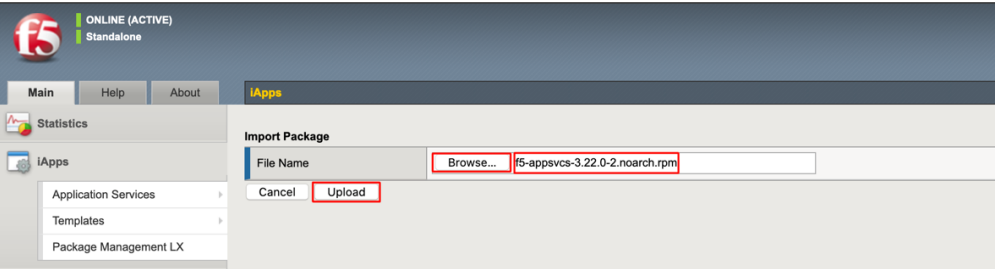 f5
ONLINE (ACTIVE)
Standalone
Main Help About
iApps
Statistics
Import Package
iApps
File Name Browse... f5-appsvcs-3.22.0-2.noarch.rpm
Cancel Upload
Application Services
Templates
Package Management LX